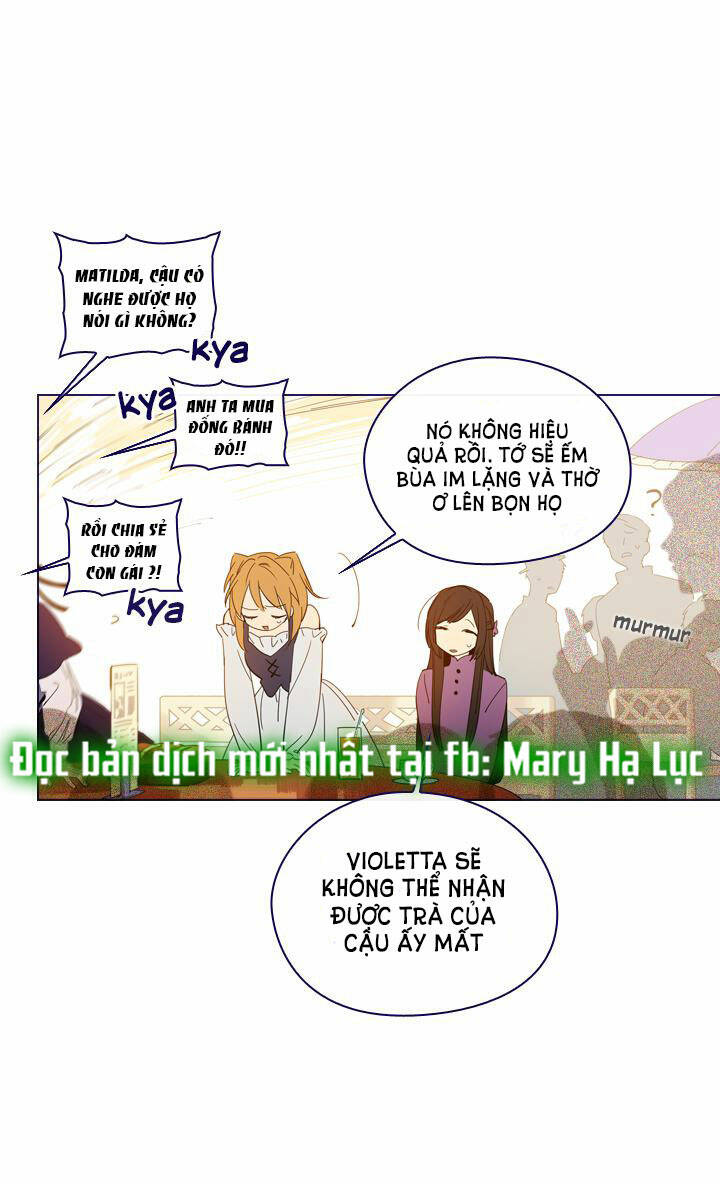 MATILDA, CẬU CÓ
NGHE ĐƯỢC HỌ
NÓI GÌ KHÔNG?
kya
kya
ANH TA MUA
ĐỐNG BÁNH
ĐÓ!!
NÓ KHÔNG HIỆU
QUẢ RỒI. TỚ SẼ ẾM
BÙA IM LẶNG VÀ THỜ
Ơ LÊN BỌN HỌ
RỒI CHIA SẺ
CHO ĐÁM
CON GÁI ?!
kya
murmur
Đọc bản dịch mới nhất tại fb: Mary Hạ Lục
VIOLETTA SẼ
KHÔNG THỂ NHẬN
ĐƯỢC TRÀ CỦA
CẬU ẤY MẤT